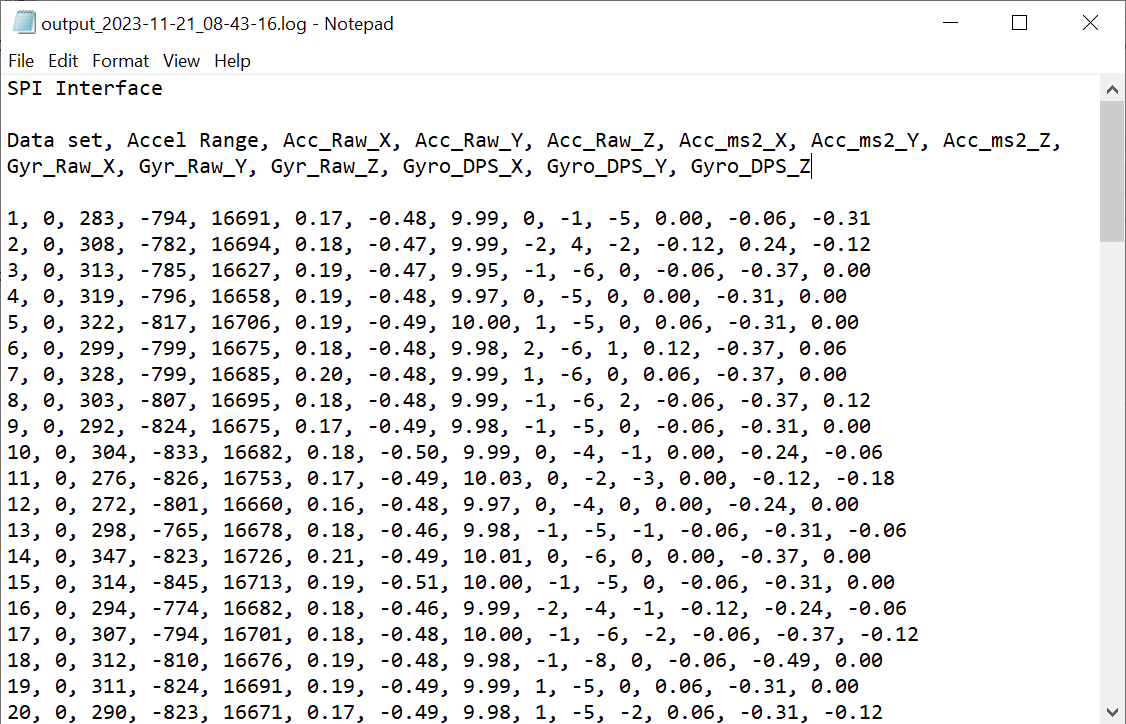 output_2023-11-21_08-43-16.log - Notepad
File Edit Format View Help
SPI Interface
Data set, Accel Range, Acc_Raw_X, Acc_Raw_Y, Acc_Raw_Z, Acc_ms2_X, Acc_ms2_Y, Acc_ms2_Z,
Gyr_Raw_X, Gyr_Raw_Y, Gyr_Raw_Z, Gyro_DPS_X, Gyro_DPS_Y, Gyro_DPS_Z
1, 0, 283, -794, 16691, 0.17, -0.48, 9.99, 0, -1, -5, 0.00, -0.06, -0.31
2, 0, 308, -782, 16694, 0.18, -0.47, 9.99, -2, 4, -2, -0.12, 0.24, -0.12
3, 0, 313, -785, 16627, 0.19, -0.47, 9.95, -1, -6, 0, -0.06, -0.37, 0.00
4, 0, 319, -796, 16658, 0.19, -0.48, 9.97, 0, -5, 0, 0.00, -0.31, 0.00
5, 0, 322, -817, 16706, 0.19, -0.49, 10.00, 1, -5, 0, 0.06, -0.31, 0.00
6, 0, 299, -799, 16675, 0.18, -0.48, 9.98, 2, -6, 1, 0.12, -0.37, 0.06
7, 0, 328, -799, 16685, 0.20, -0.48, 9.99, 1, -6, 0, 0.06, -0.37, 0.00
8, 0, 303, -807, 16695, 0.18, -0.48, 9.99, -1, -6, 2, -0.06, -0.37, 0.12
9, 0, 292, -824, 16675, 0.17, -0.49, 9.98, -1, -5, 0, -0.06, -0.31, 0.00
10, 0, 304, -833, 16682, 0.18, -0.50, 9.99, 0, -4, -1, 0.00, -0.24, -0.06
11, 0, 276, -826, 16753, 0.17, -0.49, 10.03, 0, -2, -3, 0.00, -0.12, -0.18
12, 0, 272, -801, 16660, 0.16, -0.48, 9.97, 0, -4, 0, 0.00, -0.24, 0.00
13, 0, 298, -765, 16678, 0.18, -0.46, 9.98, -1, -5, -1, -0.06, -0.31, -0.06
14, 0, 347, -823, 16726, 0.21, -0.49, 10.01, 0, -6, 0, 0.00, -0.37, 0.00
15, 0, 314, -845, 16713, 0.19, -0.51, 10.00, -1, -5, 0, -0.06, -0.31, 0.00
16, 0, 294, -774, 16682, 0.18, -0.46, 9.99, -2, -4, -1, -0.12, -0.24, -0.06
17, 0, 307, -794, 16701, 0.18, -0.48, 10.00, -1, -6, -2, -0.06, -0.37, -0.12
18, 0, 312, -810, 16676, 0.19, -0.48, 9.98, -1, -8, 0, -0.06, -0.49, 0.00
19, 0, 311, -824, 16691, 0.19, -0.49, 9.99, 1, -5, 0, 0.06, -0.31, 0.00
20, 0, 290, -823, 16671, 0.17, -0.49, 9.98, 1, -5, -2, 0.06, -0.31, -0.12